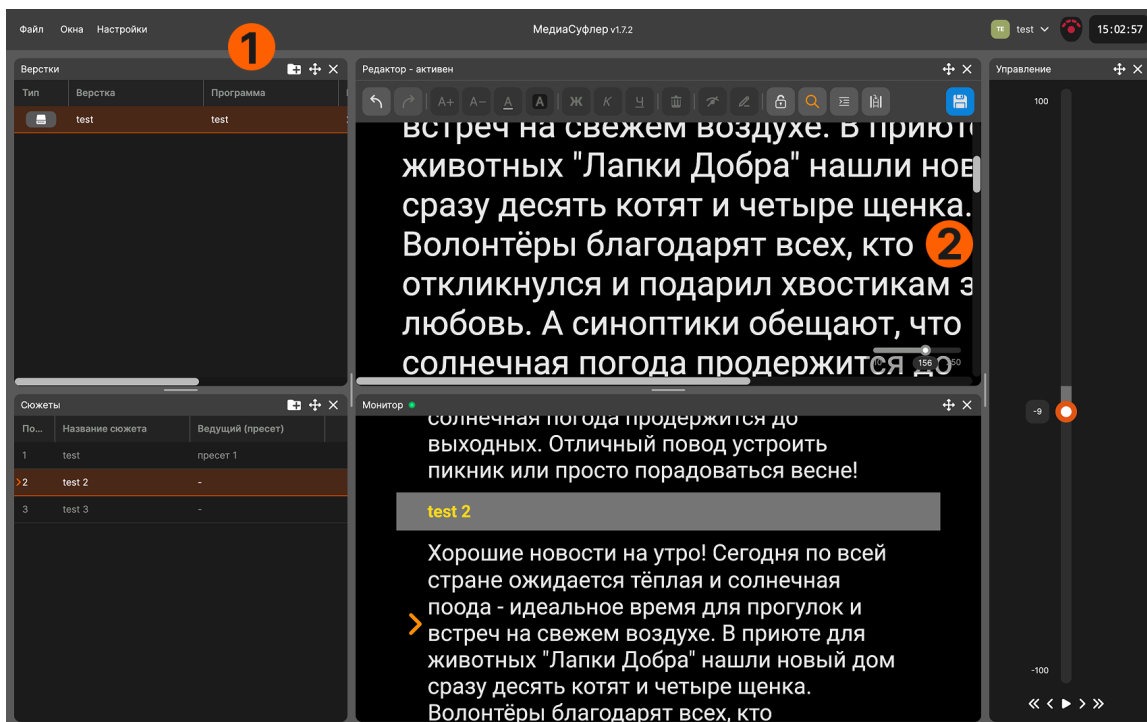 Файл Окна Настройки
МедиаСуфлер v1.7.2
TE test
15:02:57
1
Верстки
Тип Верстка Программа
test test
Редактор - активен
A+ A− A A Ж К Ч
встреч на свежем воздухе. В приюте
животных "Лапки Добра" нашли нов
сразу десять котят и четыре щенка.
Волонтёры благодарят всех, кто
2
откликнулся и подарил хвостикам з
любовь. А синоптики обещают, что
солнечная погода продержится до
156
Управление
100
-9
-100
Сюжеты
По... Название сюжета Ведущий (пресет)
1 test пресет 1
2 test 2 -
3 test 3 -
Монитор
солнечная погода продержится до
выходных. Отличный повод устроить
пикник или просто порадоваться весне!
test 2
Хорошие новости на утро! Сегодня по всей
стране ожидается тёплая и солнечная
поода - идеальное время для прогулок и
встреч на свежем воздухе. В приюте для
животных "Лапки Добра" нашли новый дом
сразу десять котят и четыре щенка.
Волонтёры благодарят всех, кто